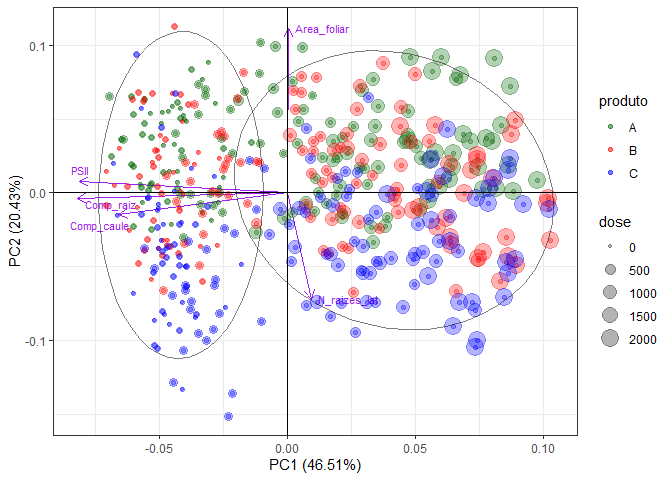 0.1
0.0
-0.1
PC2 (20.43%)
Area_foliar
PSII
Comp_raiz
Comp_caule
N_raizes_lat
-0.05
0.00
0.05
0.10
PC1 (46.51%)
produto
A
B
C
dose
0
500
1000
1500
2000